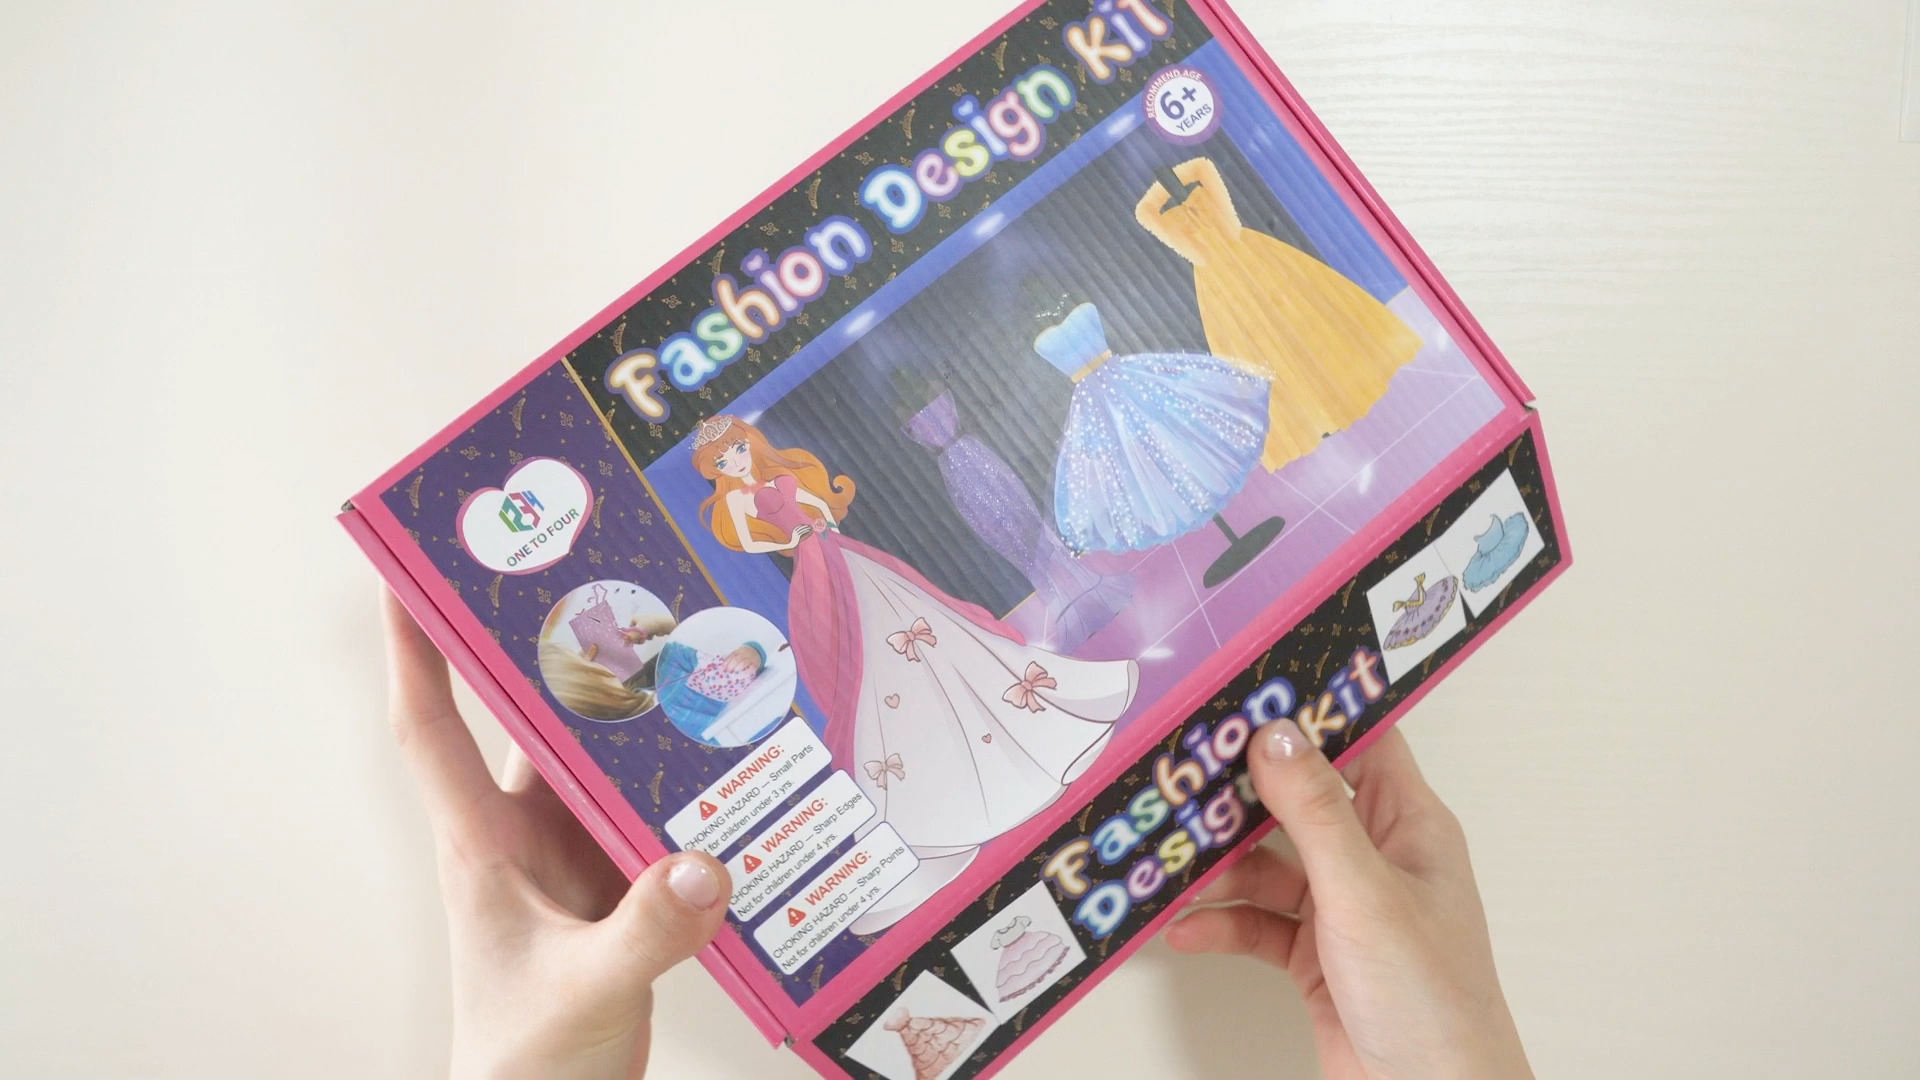 Fashion Design Kit
RECOMMEND AGE
6+
YEARS
1234
ONE TO FOUR
WARNING:
CHOKING HAZARD — Small Parts
for children under 3 yrs.
WARNING:
CHOKING HAZARD — Sharp Edges
Not for children under 4 yrs.
WARNING:
CHOKING HAZARD — Sharp Points
Not for children under 4 yrs.
Fashion
Design Kit